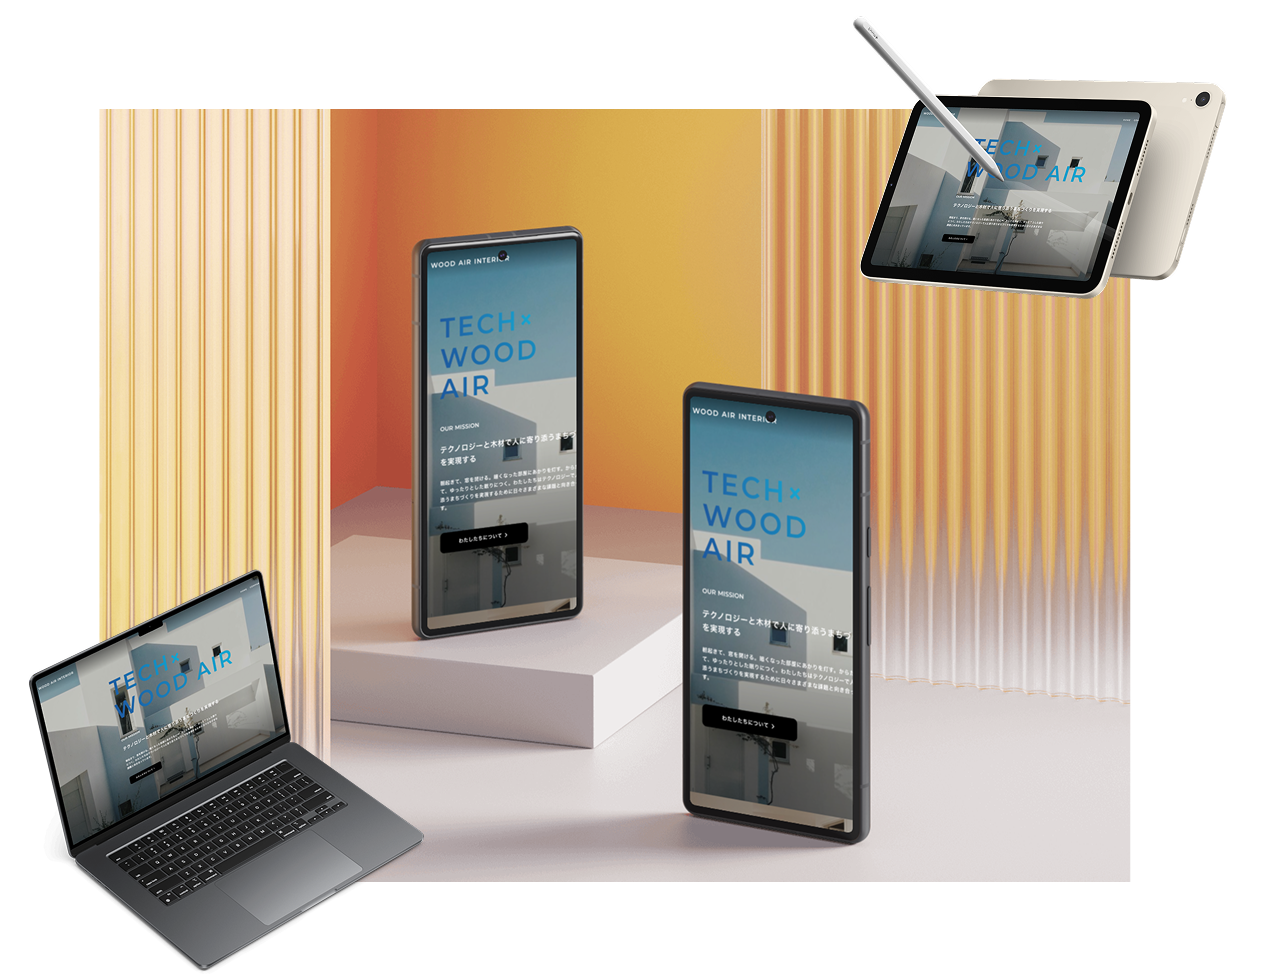 WOOD AIR INTERIOR
TECH×
WOOD
AIR
OUR MISSION
テクノロジーと木材で人に寄り添うまちづ
を実現する
朝起きて、窓を開ける。暗くなった部屋にあかりを灯す。から
て、ゆったりとした眠りにつく。わたしたちはテクノロジーで、
添うまちづくりを実現するために日々さまざまな課題と向き合
す。
わたしたちについて
WOOD AIR INTERIOR
TECH×
WOOD
AIR
OUR MISSION
テクノロジーと木材で人に寄り添うまちづ
を実現する
朝起きて、窓を開ける。暗くなった部屋にあかりを灯す。から
て、ゆったりとした眠りにつく。わたしたちはテクノロジーで、
添うまちづくりを実現するために日々さまざまな課題と向き合
す。
わたしたちについて
TECH×
WOOD AIR
テクノロジーと木材で人に寄り添うまちづくりを実現する
WOOD AIR INTERIOR
TECH×
WOOD AIR
テクノロジーと木材で人に寄り添うまちづくりを実現する